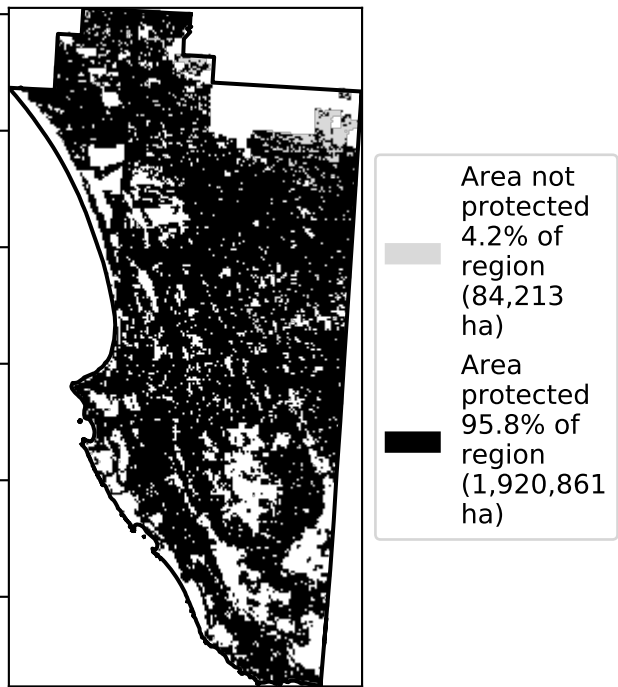 Area not
protected
4.2% of
region
(84,213
ha)
Area
protected
95.8% of
region
(1,920,861
ha)